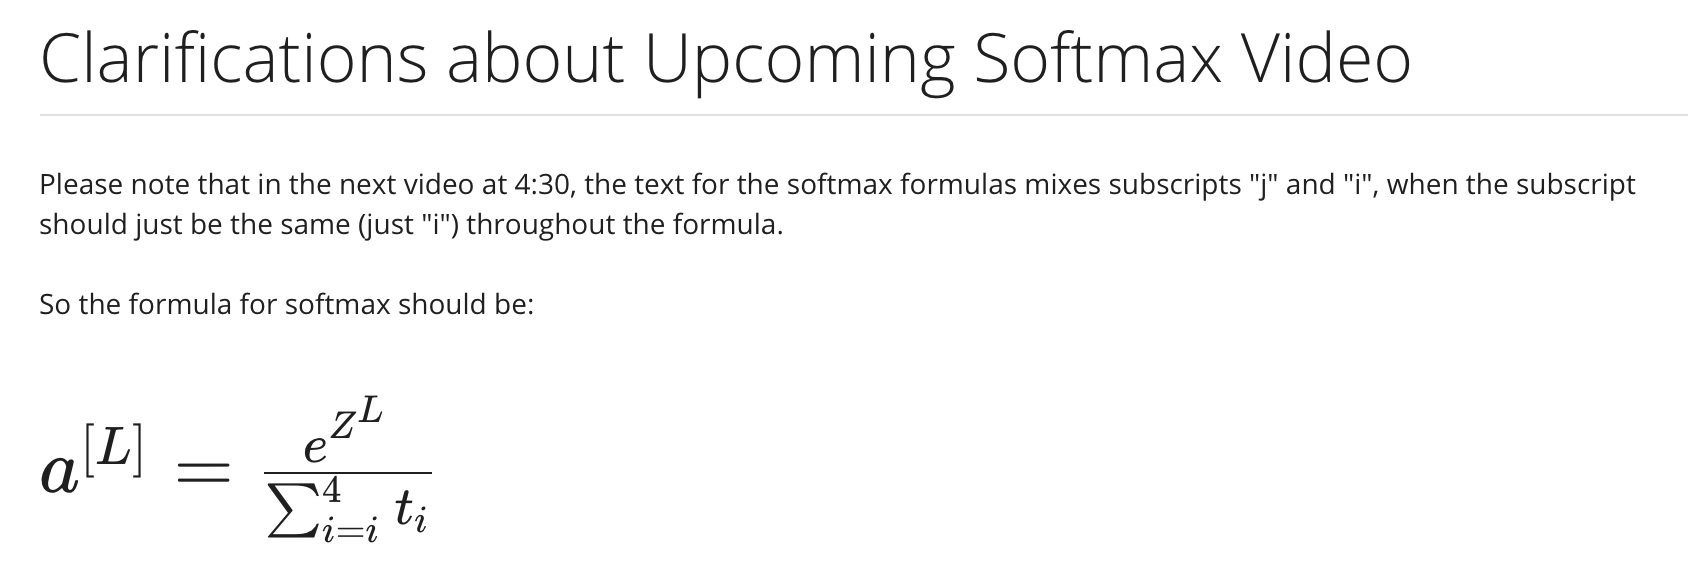 Clarifications about Upcoming Softmax Video
Please note that in the next video at 4:30, the text for the softmax formulas mixes subscripts "j" and "i", when the subscript
should just be the same (just "i") throughout the formula.
So the formula for softmax should be:
$a^{[L]} = \frac{e^{Z^{L}}}{\sum_{i=i}^{4} t_i}$